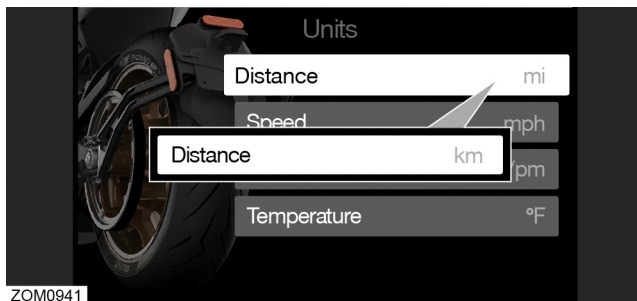 Units
Distance mi
Speed mph
Distance km
/pm
Temperature °F
ZOM0941